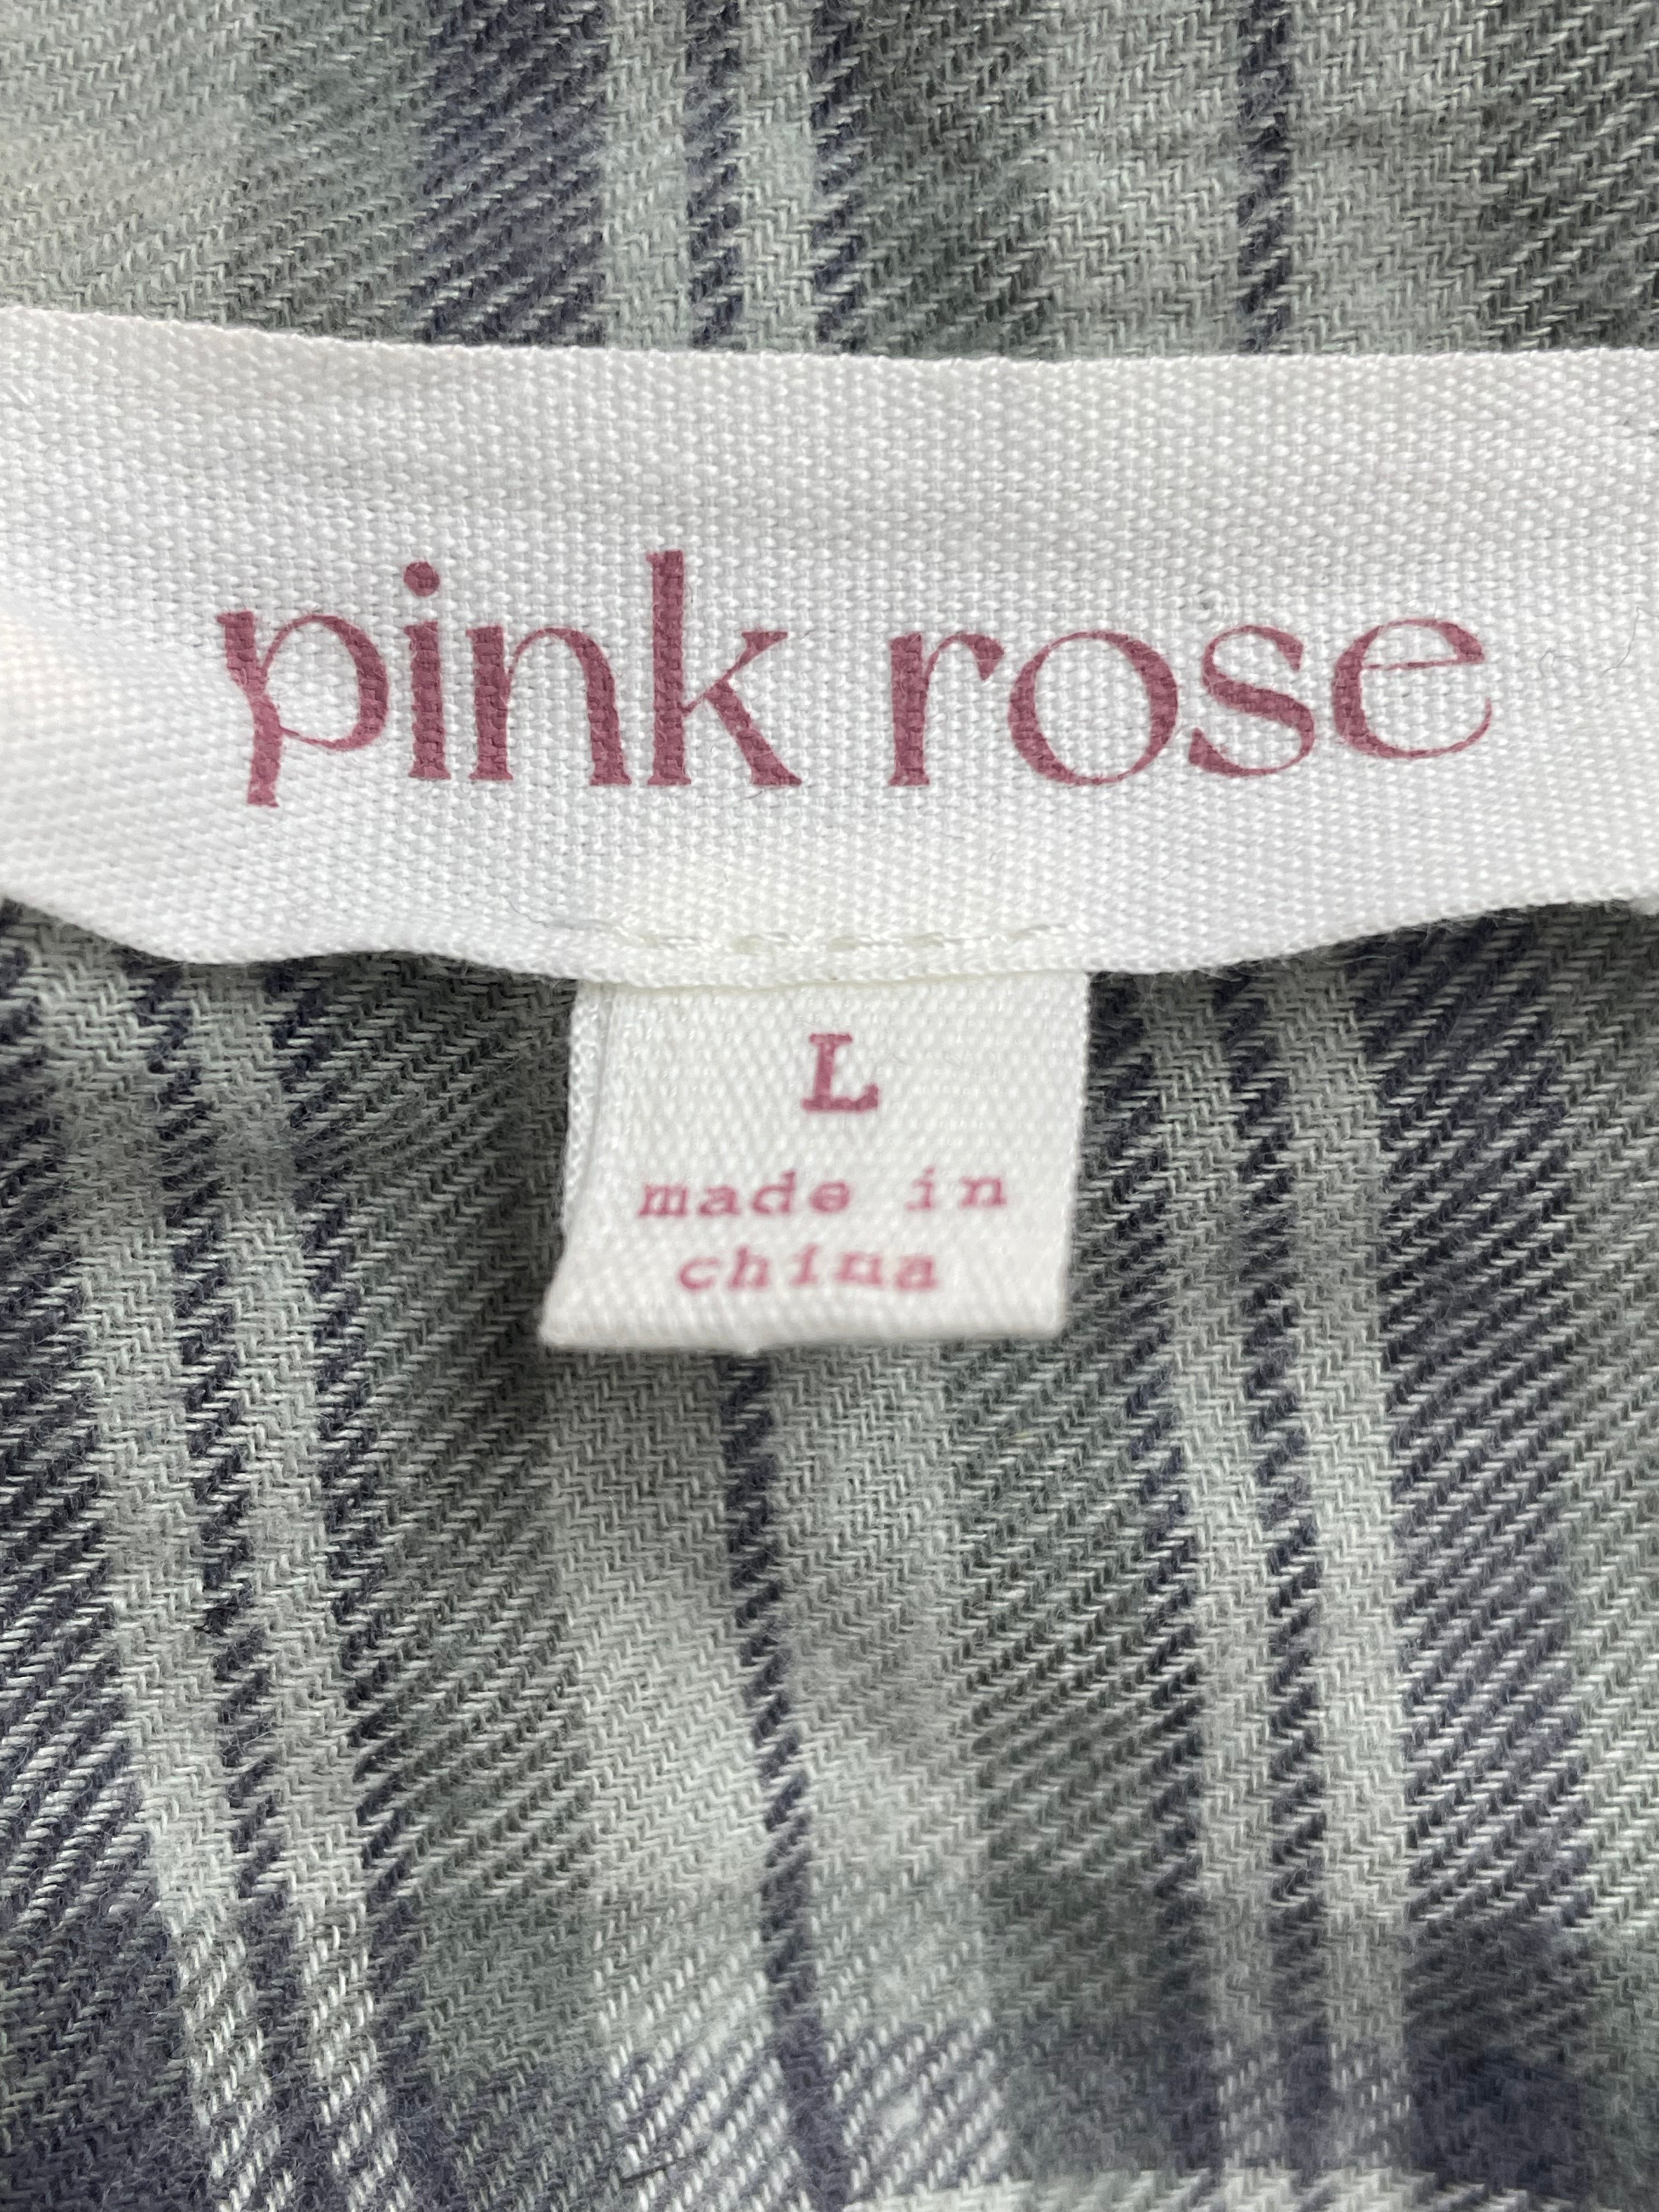 pink rose
L
made in
china